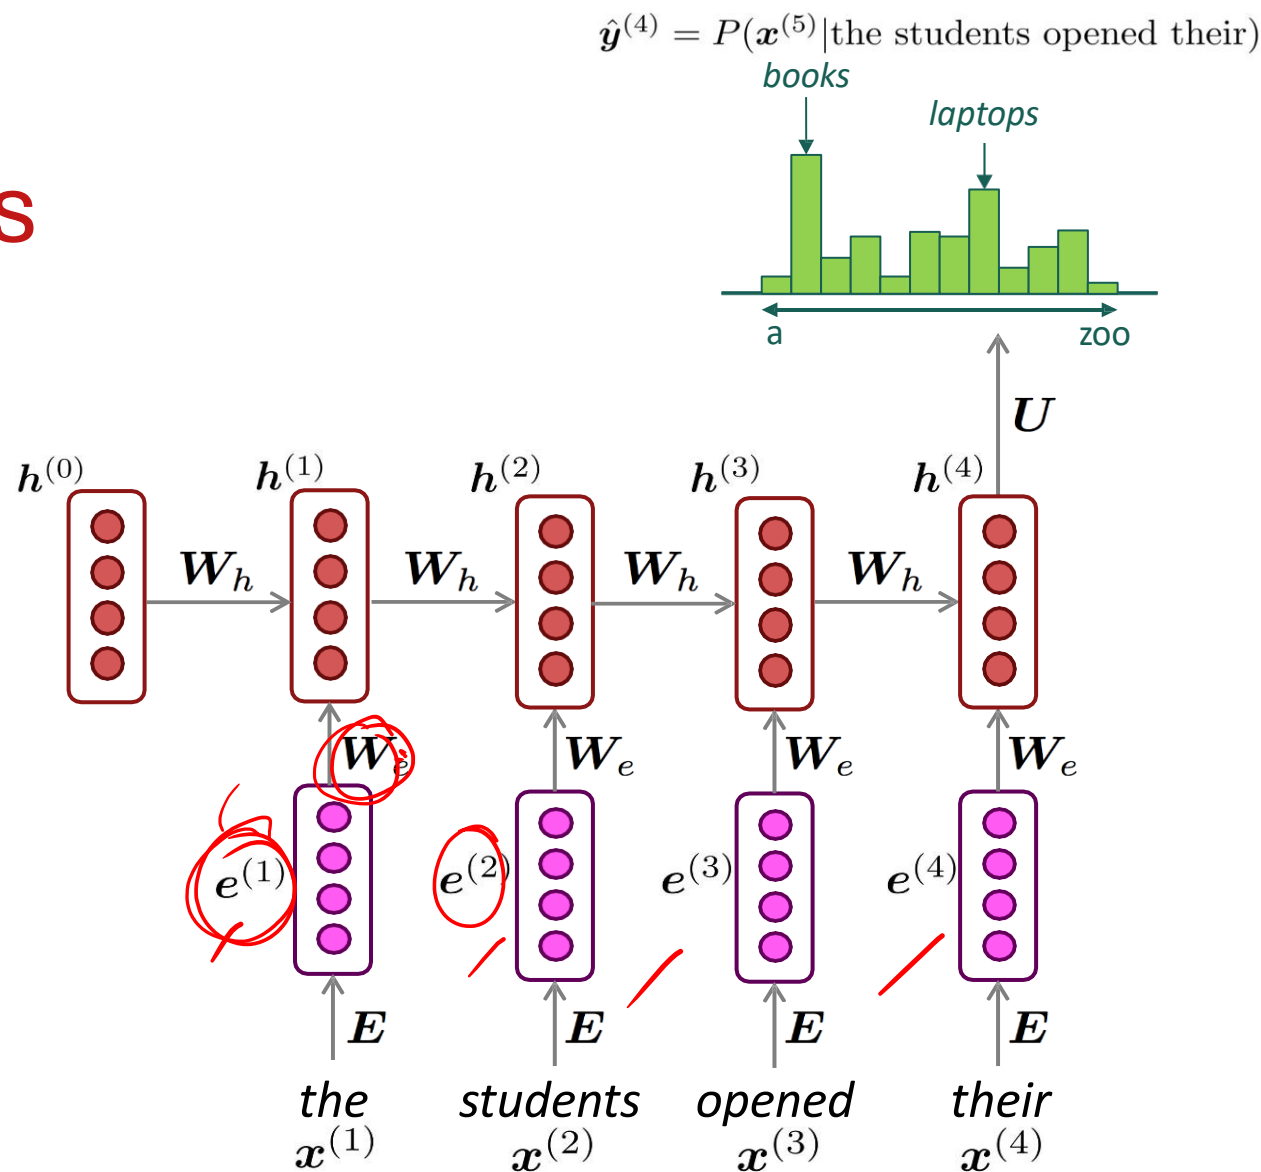 ŷ^(4) = P(x^(5)|the students opened their)
books
laptops
s
a zoo
U
h^(0) h^(1) h^(2) h^(3) h^(4)
W_h W_h W_h W_h
W_e W_e W_e W_e
e^(1) e^(2) e^(3) e^(4)
E E E E
the students opened their
x^(1) x^(2) x^(3) x^(4)